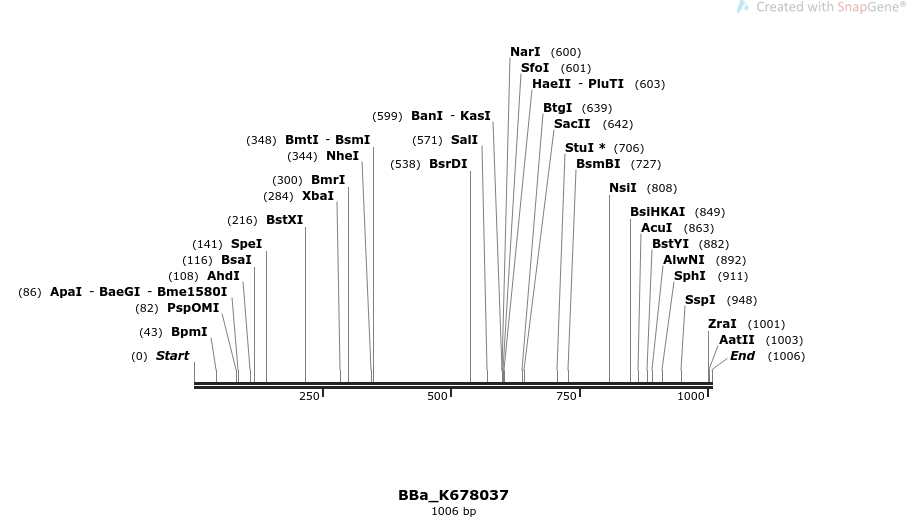 Created with SnapGene®
NarI (600)
SfoI (601)
HaeII - PluTI (603)
BtgI (639)
(599) BanI - KasI
SacII (642)
(348) BmtI - BsmI
(571) SalI
StuI * (706)
(344) NheI
(538) BsrDI
BsmBI (727)
(300) BmrI
NsiI (808)
(284) XbaI
BsiHKAI (849)
(216) BstXI
AcuI (863)
(141) SpeI
BstYI (882)
(116) BsaI
AlwNI (892)
(108) AhdI
SphI (911)
(86) ApaI - BaeGI - Bme1580I
SspI (948)
(82) PspOMI
ZraI (1001)
(43) BpmI
AatII (1003)
(0) Start
End (1006)
250
500
750
1000
BBa_K678037
1006 bp